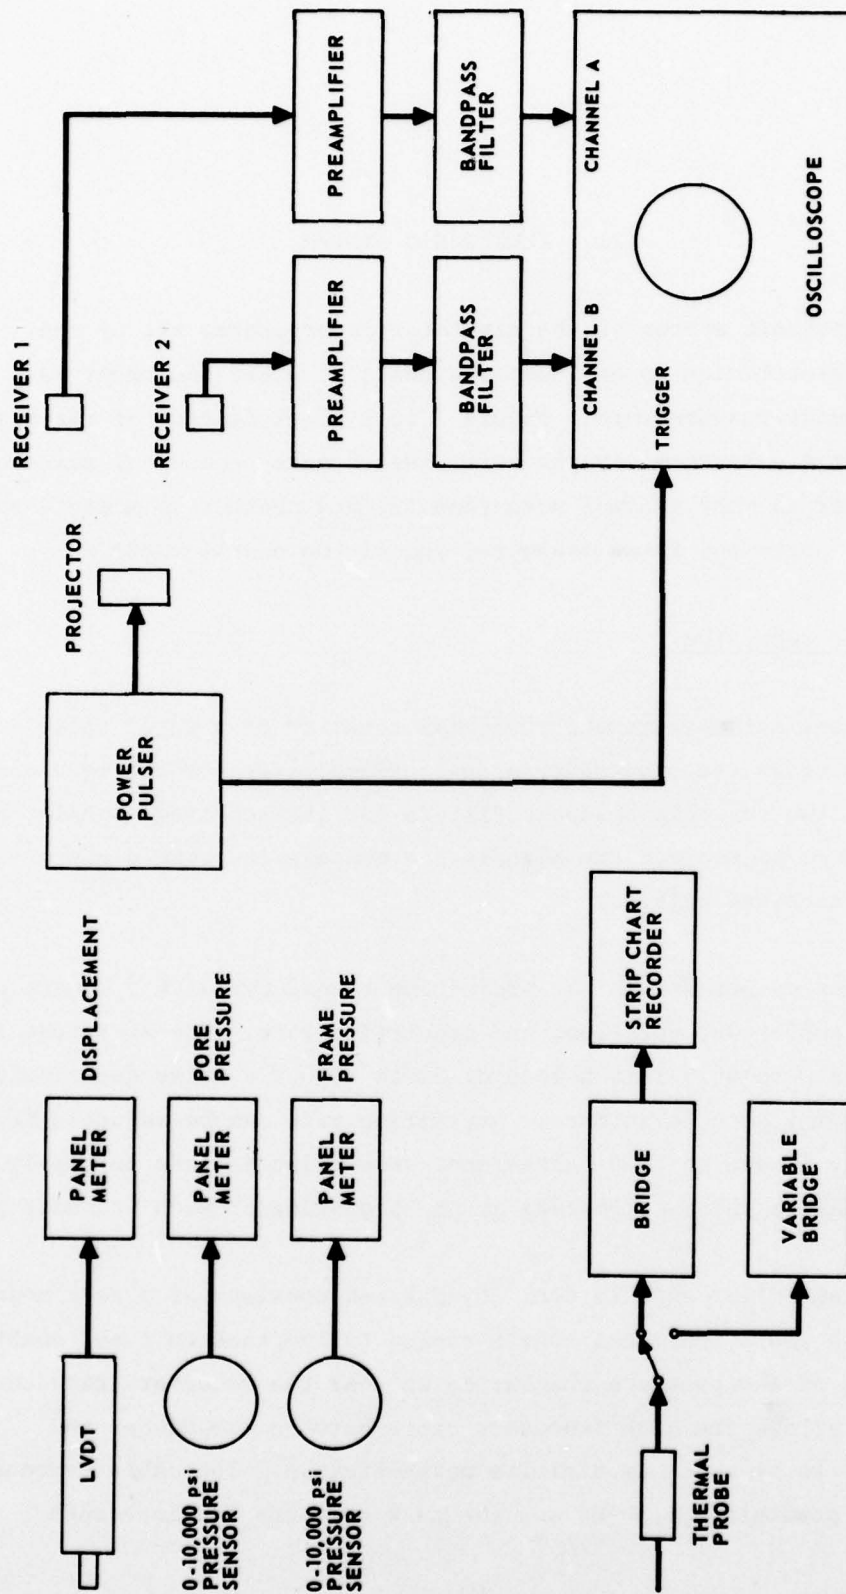 LVDT
PANEL
METER
DISPLACEMENT
0-10,000 psi
PRESSURE
SENSOR
PANEL
METER
PORE
PRESSURE
0-10,000 psi
PRESSURE
SENSOR
PANEL
METER
FRAME
PRESSURE
THERMAL
PROBE
BRIDGE
STRIP CHART
RECORDER
VARIABLE
BRIDGE
POWER
PULSER
PROJECTOR
RECEIVER 1
RECEIVER 2
PREAMPLIFIER
PREAMPLIFIER
BANDPASS
FILTER
BANDPASS
FILTER
TRIGGER
CHANNEL B
CHANNEL A
OSCILLOSCOPE